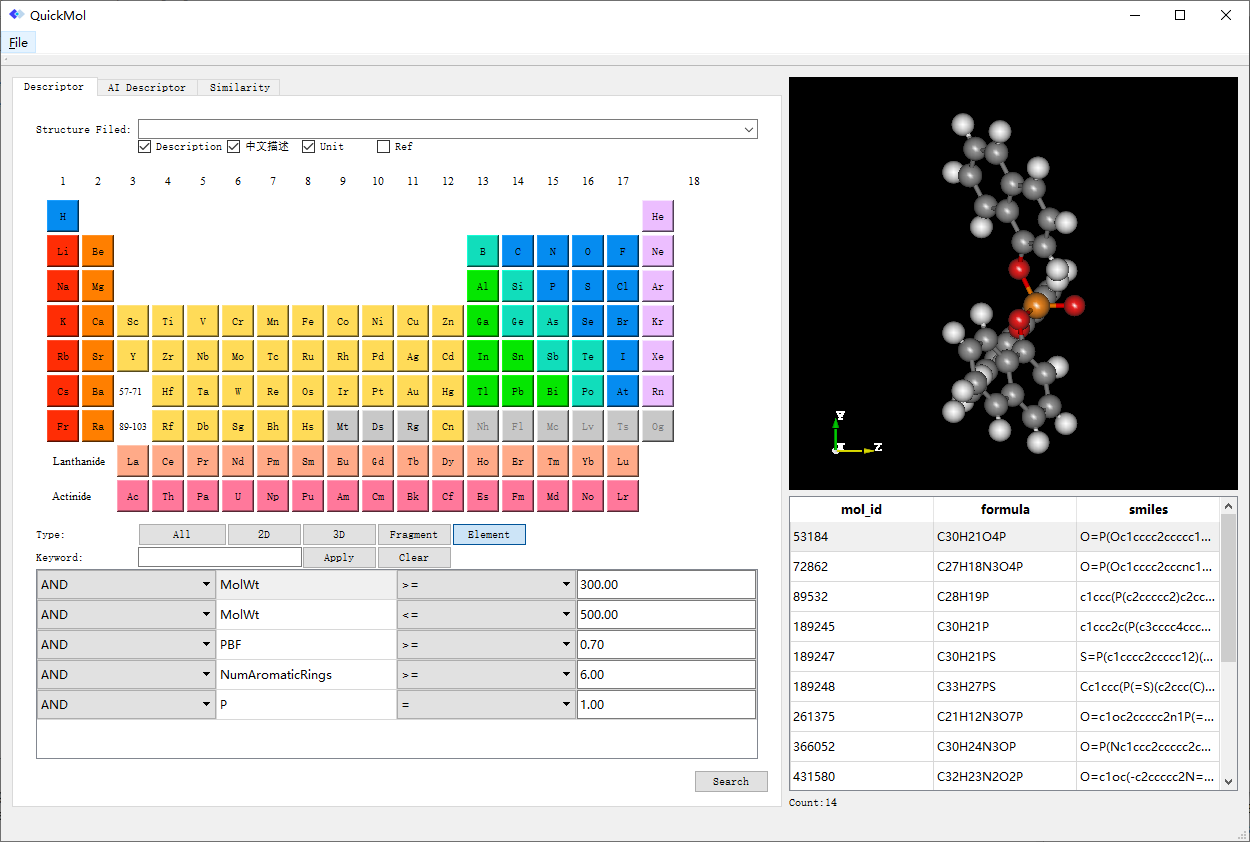 QuickMol
File
Descriptor AI Descriptor Similarity
Structure Filed:
Description 中文描述 Unit Ref
1 2 3 4 5 6 7 8 9 10 11 12 13 14 15 16 17 18
H He
Li Be B C N O F Ne
Na Mg Al Si P S Cl Ar
K Ca Sc Ti V Cr Mn Fe Co Ni Cu Zn Ga Ge As Se Br Kr
Rb Sr Y Zr Nb Mo Tc Ru Rh Pd Ag Cd In Sn Sb Te I Xe
Cs Ba 57-71 Hf Ta W Re Os Ir Pt Au Hg Tl Pb Bi Po At Rn
Fr Ra 89-103 Rf Db Sg Bh Hs Mt Ds Rg Cn Nh Fl Mc Lv Ts Og
Lanthanide La Ce Pr Nd Pm Sm Eu Gd Tb Dy Ho Er Tm Yb Lu
Actinide Ac Th Pa U Np Pu Am Cm Bk Cf Es Fm Md No Lr
Type: All 2D 3D Fragment Element
Keyword: Apply Clear
AND MolWt >= 300.00
AND MolWt <= 500.00
AND PBF >= 0.70
AND NumAromaticRings >= 6.00
AND P = 1.00
Search
Y
Z
mol_id formula smiles
53184 C30H21O4P O=P(Oc1cccc2ccccc1...
72862 C27H18N3O4P O=P(Oc1cccc2cccnc1...
89532 C28H19P c1ccc(P(c2ccccc2)c2cc...
189245 C30H21P c1ccc2c(P(c3cccc4ccc...
189247 C30H21PS S=P(c1cccc2ccccc12)(...
189248 C33H27PS Cc1ccc(P(=S)(c2ccc(C)...
261375 C21H12N3O7P O=c1oc2ccccc2n1P(=...
366052 C30H24N3OP O=P(Nc1ccc2ccccc2c...
431580 C32H23N2O2P O=c1oc(-c2ccccc2N=...
Count:14